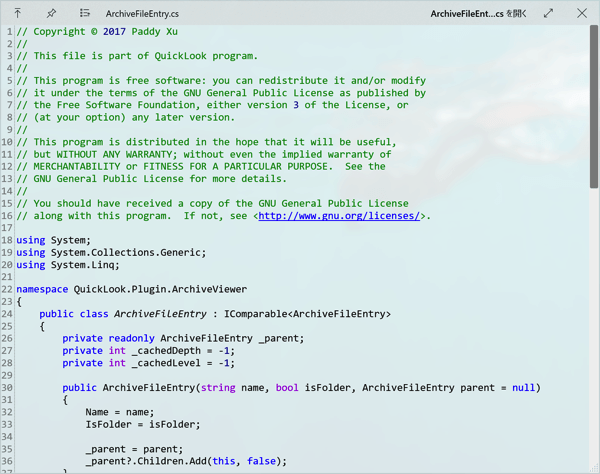 ArchiveFileEntry.cs ArchiveFileEnt...cs を開く
1 // Copyright © 2017 Paddy Xu
2 //
3 // This file is part of QuickLook program.
4 //
5 // This program is free software: you can redistribute it and/or modify
6 // it under the terms of the GNU General Public License as published by
7 // the Free Software Foundation, either version 3 of the License, or
8 // (at your option) any later version.
9 //
10 // This program is distributed in the hope that it will be useful,
11 // but WITHOUT ANY WARRANTY; without even the implied warranty of
12 // MERCHANTABILITY or FITNESS FOR A PARTICULAR PURPOSE.  See the
13 // GNU General Public License for more details.
14 //
15 // You should have received a copy of the GNU General Public License
16 // along with this program.  If not, see <http://www.gnu.org/licenses/>.
17
18 using System;
19 using System.Collections.Generic;
20 using System.Linq;
21
22 namespace QuickLook.Plugin.ArchiveViewer
23 {
24     public class ArchiveFileEntry : IComparable<ArchiveFileEntry>
25     {
26         private readonly ArchiveFileEntry _parent;
27         private int _cachedDepth = -1;
28         private int _cachedLevel = -1;
29
30         public ArchiveFileEntry(string name, bool isFolder, ArchiveFileEntry parent = null)
31         {
32             Name = name;
33             IsFolder = isFolder;
34
35             _parent = parent;
36             _parent?.Children.Add(this, false);